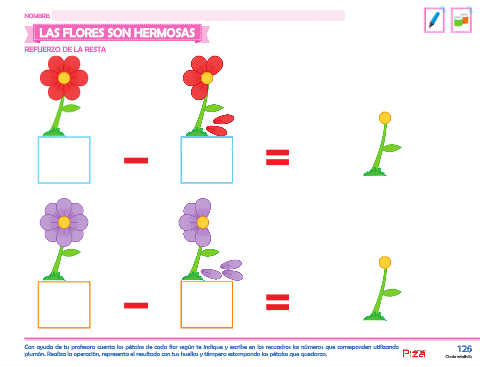 NOMBRE:
LAS FLORES SON HERMOSAS
REFUERZO DE LA RESTA
Con ayuda de tu profesora cuenta los pétalos de cada flor según te indique y escribe en los recuadros los números que corresponden utilizando
plumón. Realiza la operación, representa el resultado con tus huellas y témpera estampando los pétalos que quedaron.
126